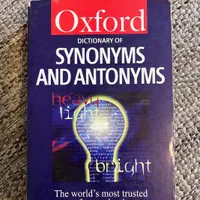 Oxford
DICTIONARY OF
SYNONYMS
AND ANTONYMS
heavy
light
bright
The world's most trusted